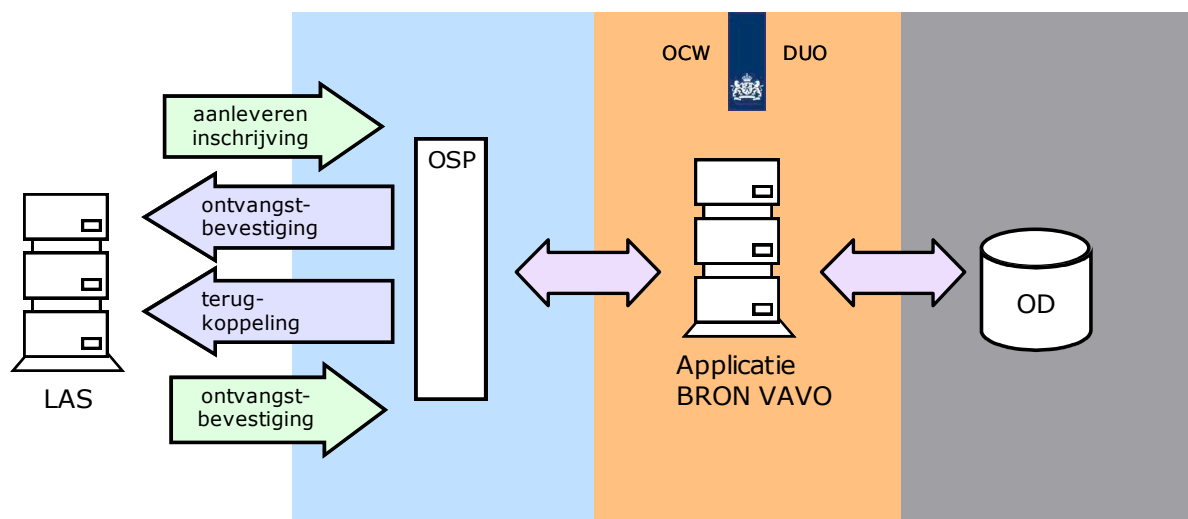 OCW
DUO
aanleveren
inschrijving
OSP
ontvangst-
bevestiging
terug-
koppeling
OD
Applicatie
BRON VAVO
LAS
ontvangst-
bevestiging